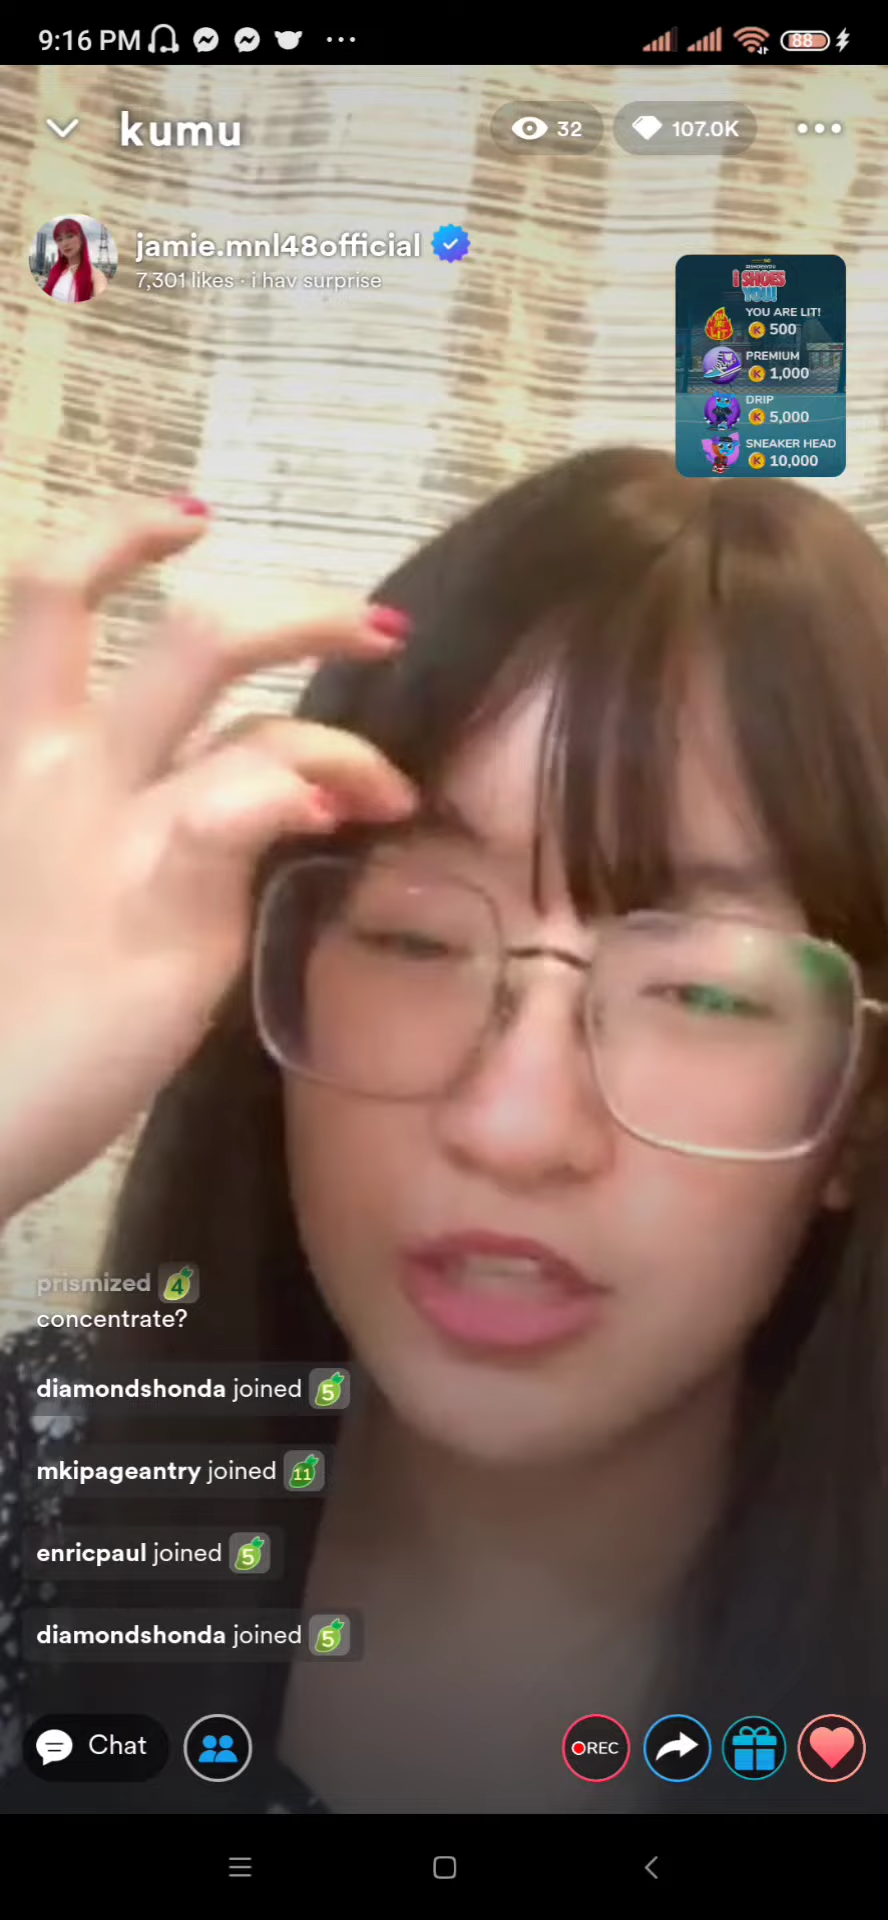 9:16 PM
88
kumu
32
107.0K
jamie.mnl48official
7,301 likes · i hav surprise
i SHOES
YOU!
YOU ARE LIT!
500
PREMIUM
1,000
DRIP
5,000
SNEAKER HEAD
10,000
prismized 4
concentrate?
diamondshonda joined 5
mkipageantry joined 11
enricpaul joined 5
diamondshonda joined 5
Chat
REC